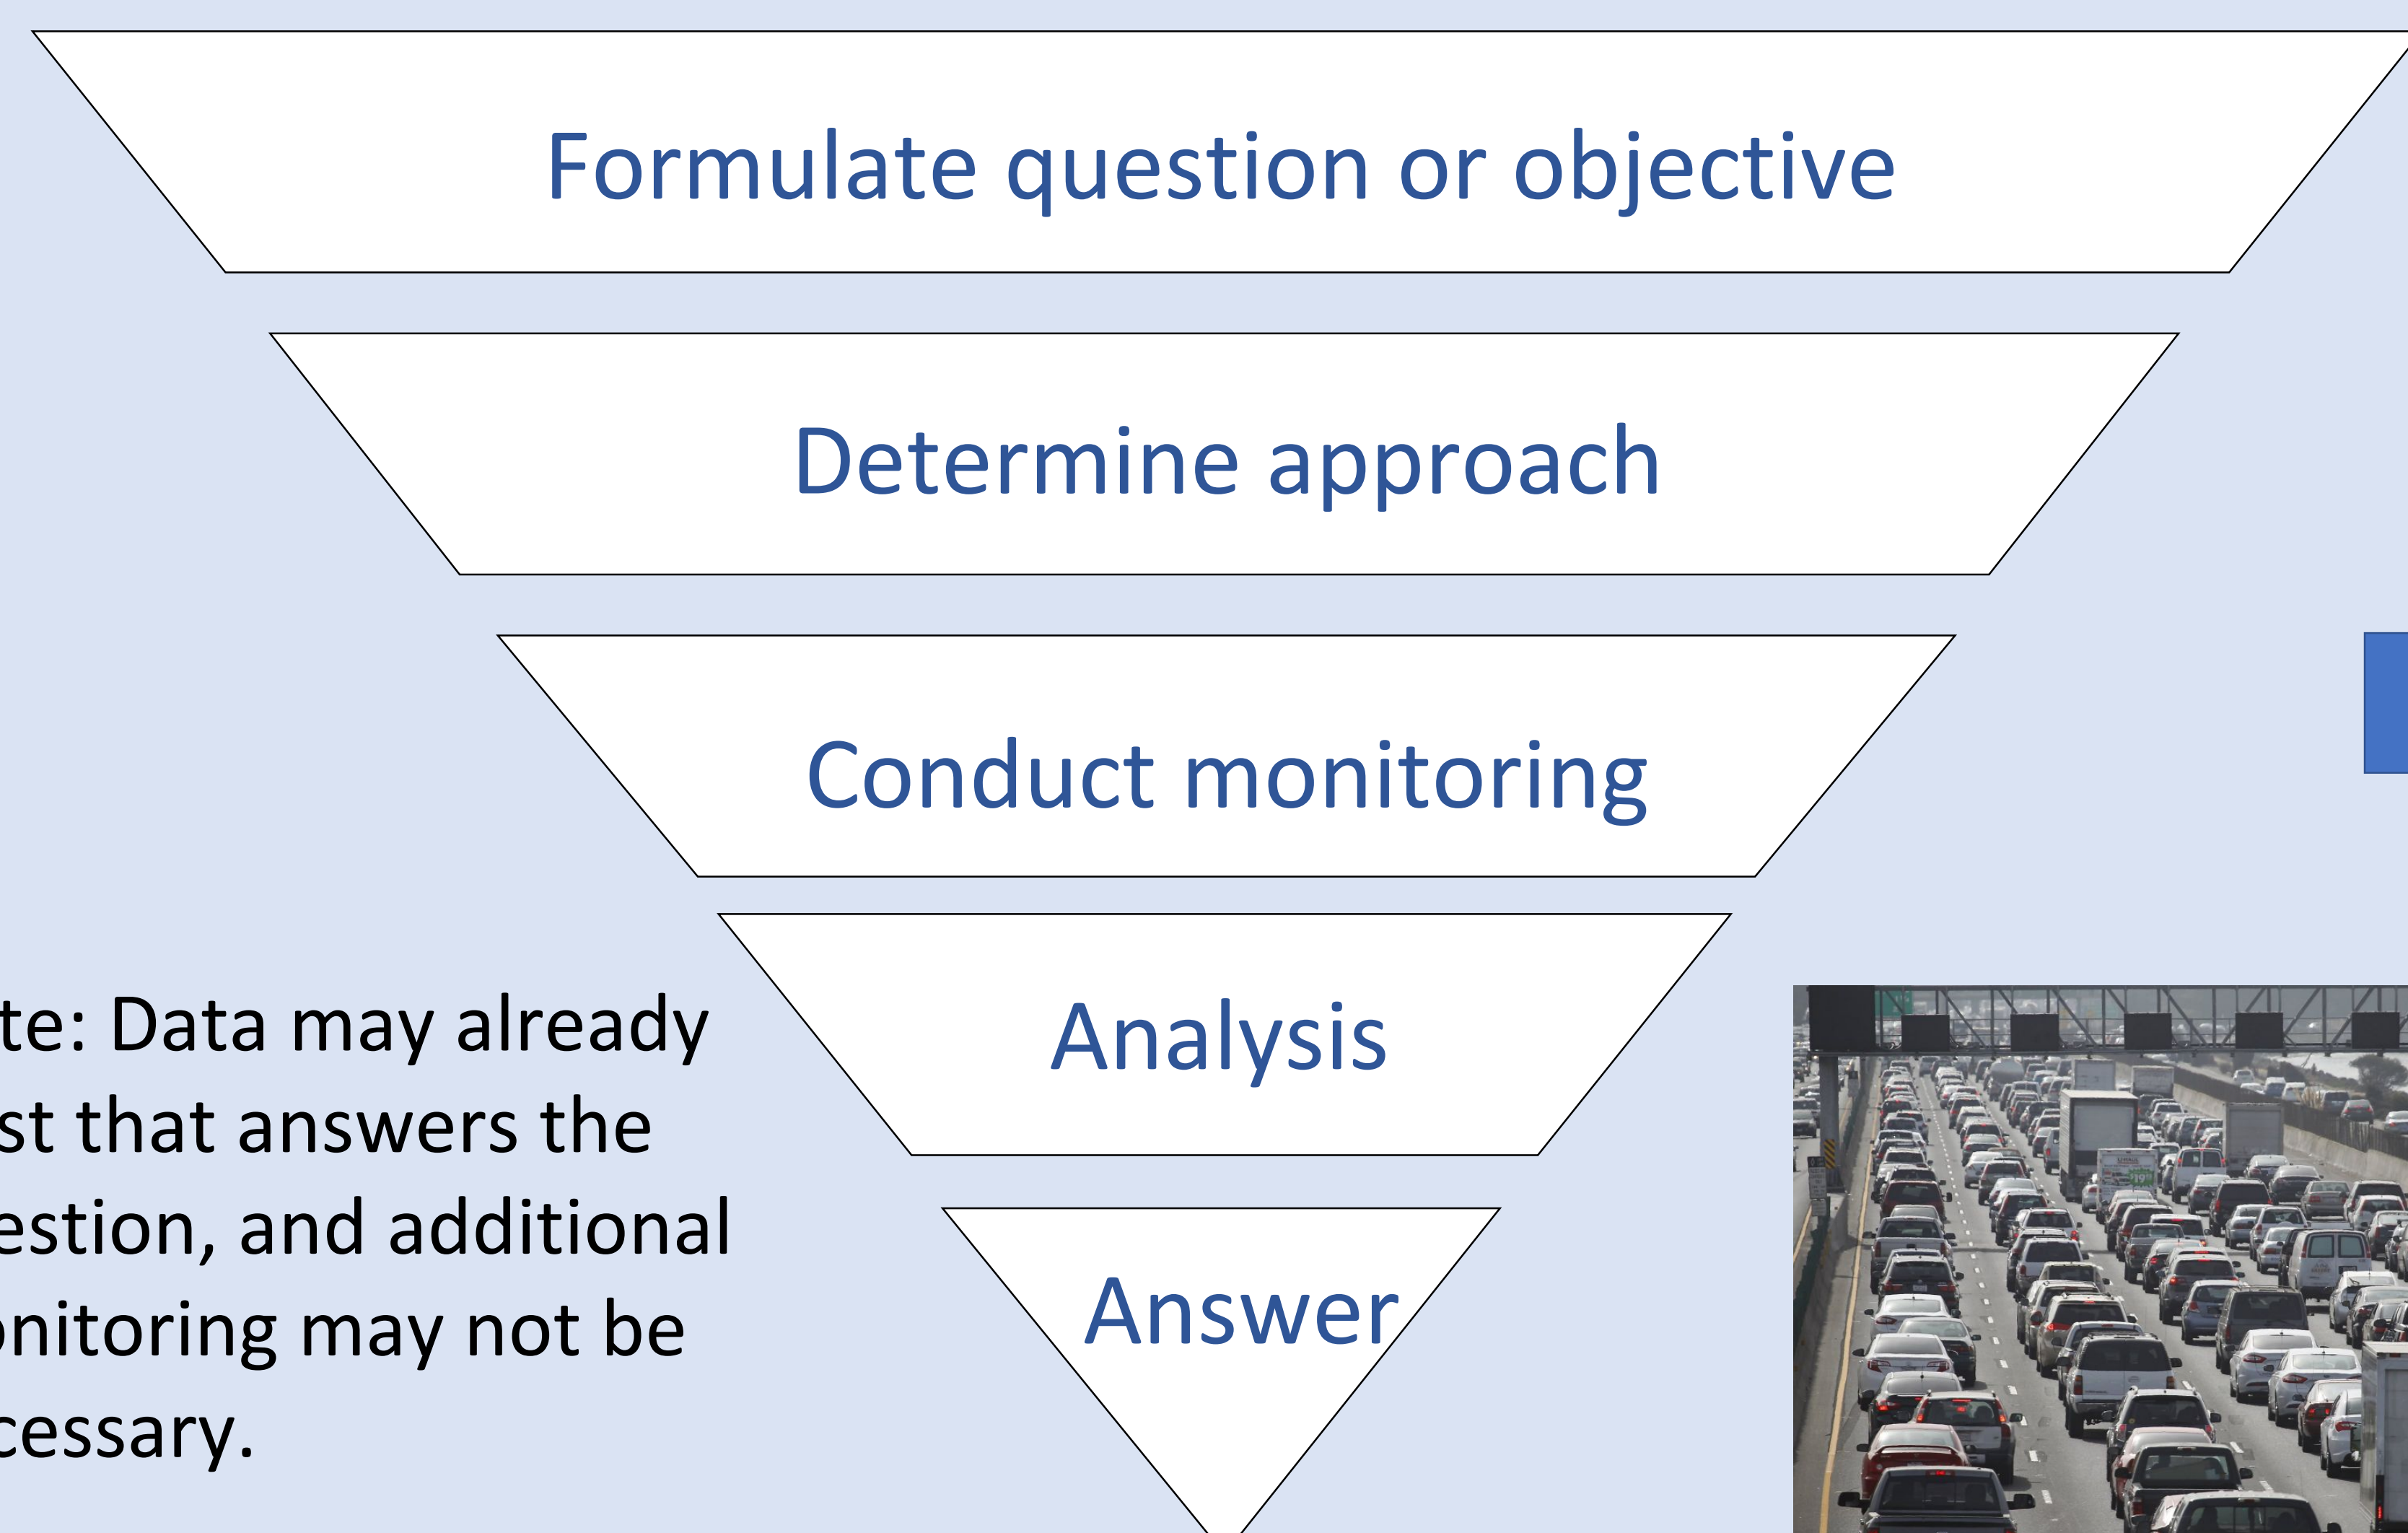 Formulate question or objective
Determine approach
Conduct monitoring
Analysis
Answer
te: Data may already
st that answers the
estion, and additional
onitoring may not be
cessary.